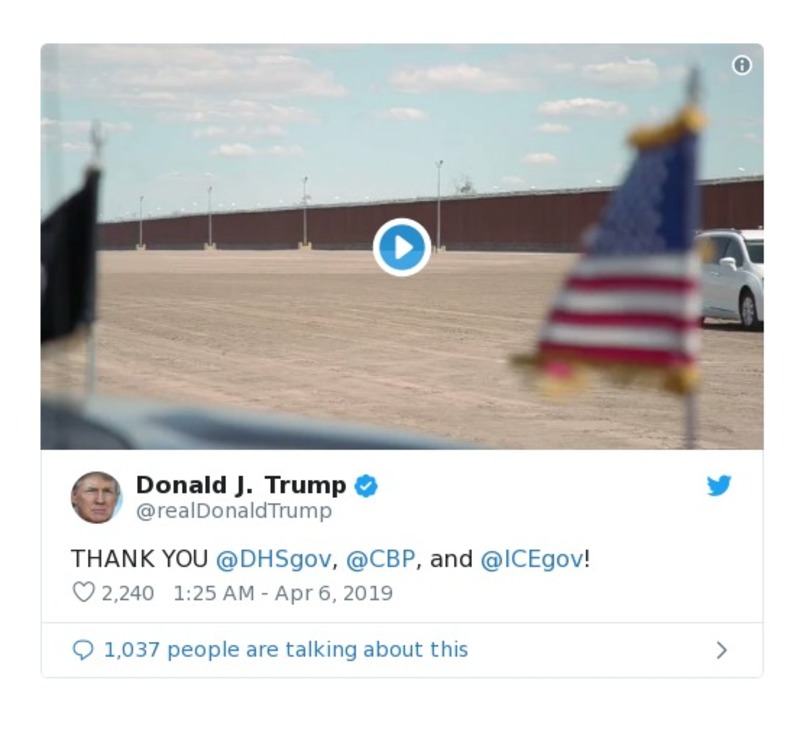 Donald J. Trump
@realDonaldTrump
THANK YOU @DHSgov, @CBP, and @ICEgov!
2,240 1:25 AM - Apr 6, 2019
1,037 people are talking about this